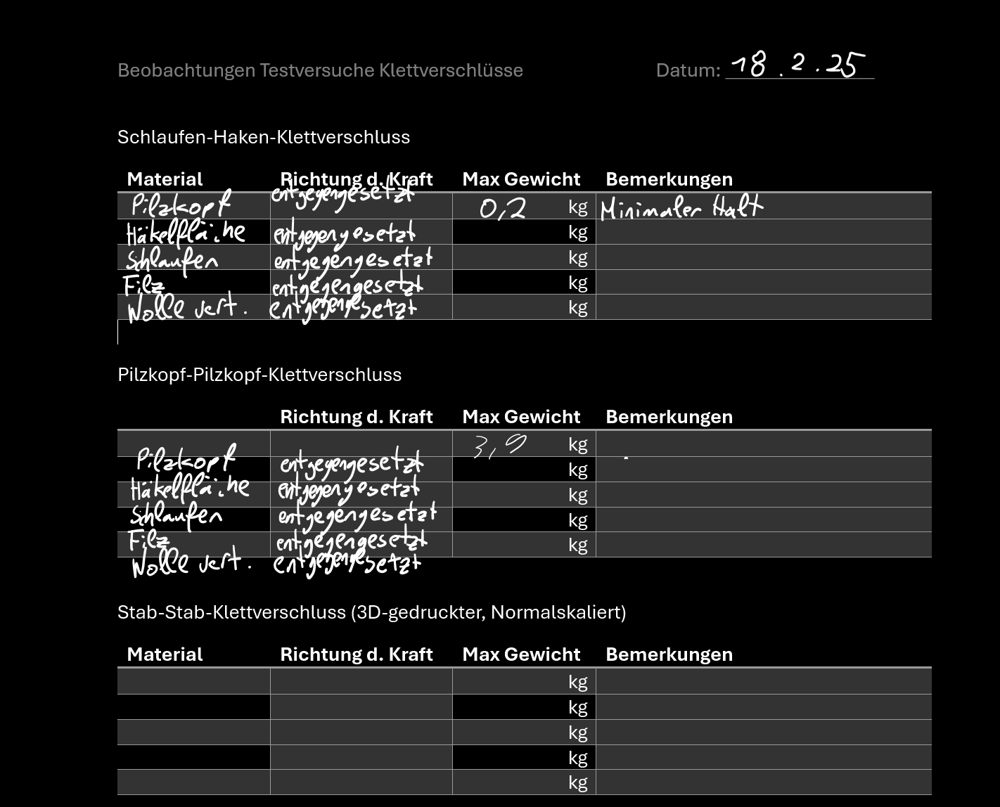 Beobachtungen Testversuche Klettverschlüsse Datum: 18.2.25
Schlaufen-Haken-Klettverschluss
Material Richtung d. Kraft Max Gewicht Bemerkungen
Pilzkopf entgegengesetzt 0,2 kg Minimaler Halt
Häkelfläche entgegengesetzt kg
Schlaufen entgegengesetzt kg
Filz entgegengesetzt kg
Wolle vert. entgegengesetzt kg
Pilzkopf-Pilzkopf-Klettverschluss
Richtung d. Kraft Max Gewicht Bemerkungen
3,9 kg
Pilzkopf entgegengesetzt kg
Häkelfläche entgegengesetzt kg
Schlaufen entgegengesetzt kg
Filz entgegengesetzt kg
Wolle vert. entgegengesetzt
Stab-Stab-Klettverschluss (3D-gedruckter, Normalskaliert)
Material Richtung d. Kraft Max Gewicht Bemerkungen
kg
kg
kg
kg
kg